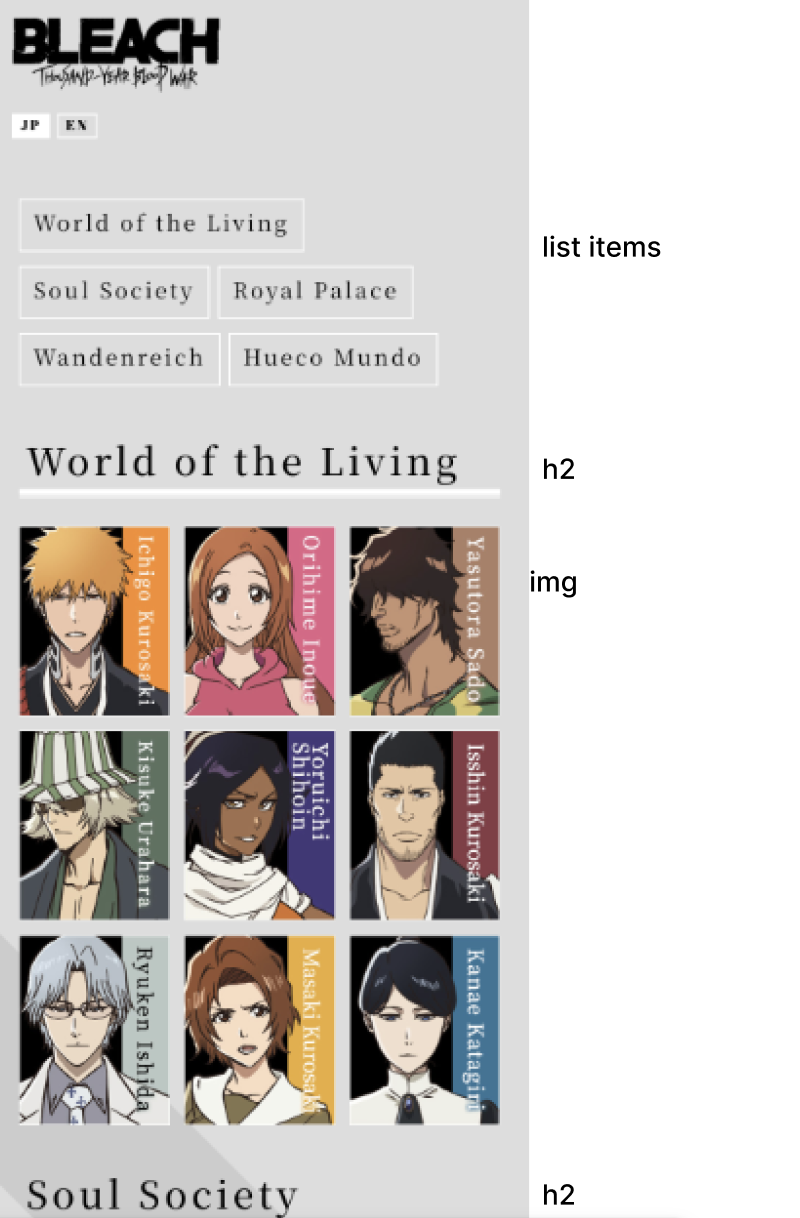 BLEACH
THOUSAND-YEAR BLOOD WAR
JP EN
World of the Living
list items
Soul Society Royal Palace
Wandenreich Hueco Mundo
World of the Living
h2
Ichigo Kurosaki
Orihime Inoue
Yasutora Sado
img
Kisuke Urahara
Yoruichi
Shihoin
Isshin Kurosaki
Ryuken Ishida
Masaki Kurosaki
Kanae Katagiri
Soul Society
h2